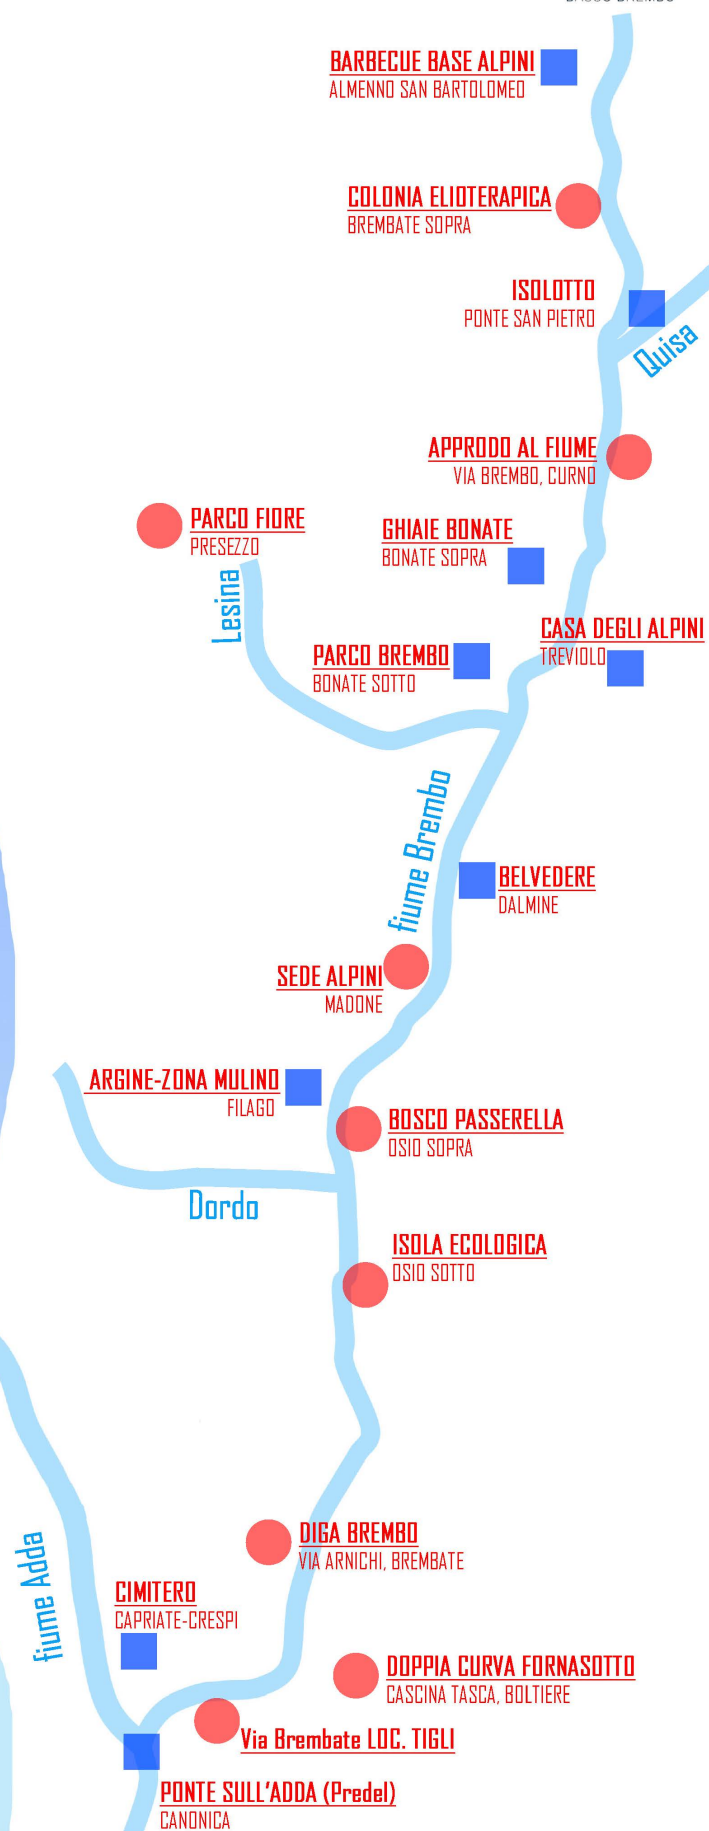 BARBECUE BASE ALPINI
ALMENNO SAN BARTOLOMEO
COLONIA ELIOTERAPICA
BREMBATE SOPRA
ISOLOTTO
PONTE SAN PIETRO
Quisa
APPRODO AL FIUME
VIA BREMBO, CURNO
PARCO FIORE
PRESEZZO
GHIAIE BONATE
BONATE SOPRA
Lesina
CASA DEGLI ALPINI
TREVIOLO
PARCO BREMBO
BONATE SOTTO
fiume Brembo
BELVEDERE
DALMINE
SEDE ALPINI
MADONE
ARGINE-ZONA MULINO
FILAGO
BOSCO PASSERELLA
OSIO SOPRA
Dordo
ISOLA ECOLOGICA
OSIO SOTTO
DIGA BREMBO
VIA ARNICHI, BREMBATE
fiume Adda
CIMITERO
CAPRIATE-CRESPI
DOPPIA CURVA FORNASOTTO
CASCINA TASCA, BOLTIERE
Via Brembate LOC. TIGLI
PONTE SULL'ADDA (Predel)
CANONICA